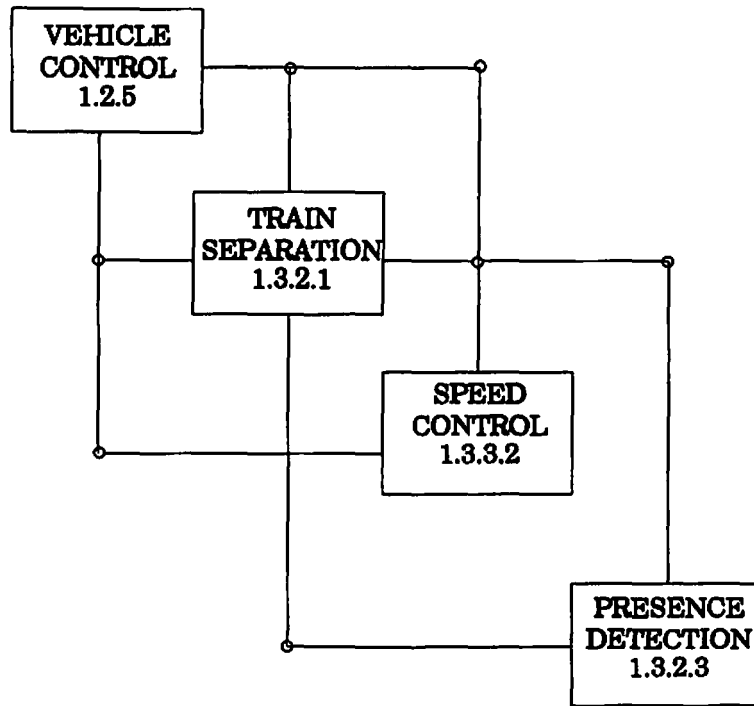 VEHICLE
CONTROL
1.2.5
TRAIN
SEPARATION
1.3.2.1
SPEED
CONTROL
1.3.3.2
PRESENCE
DETECTION
1.3.2.3